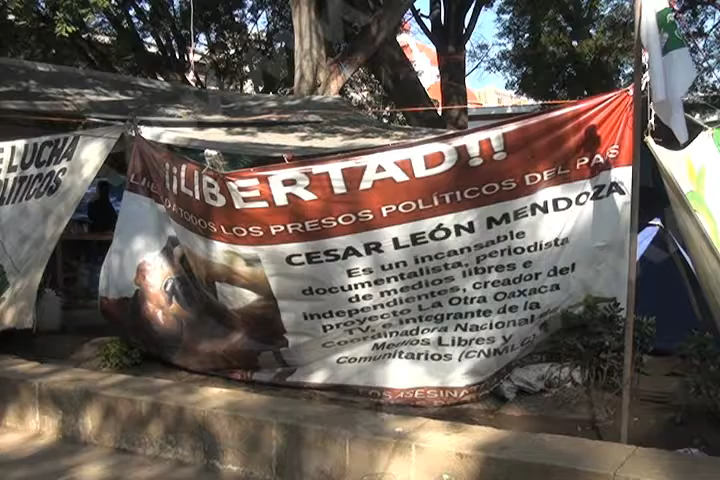 LUCHA
¡¡LIBERTAD!!
A TODOS LOS PRESOS POLÍTICOS DEL PAÍS
CESAR LEÓN MENDOZA
Es un incansable
documentalista, periodista
de medios libres e
independientes, creador del
proyecto La Otra Oaxaca
TV. e integrante de la
Coordinadora Nacional de
Medios Libres y
Comunitarios (CNMLC)